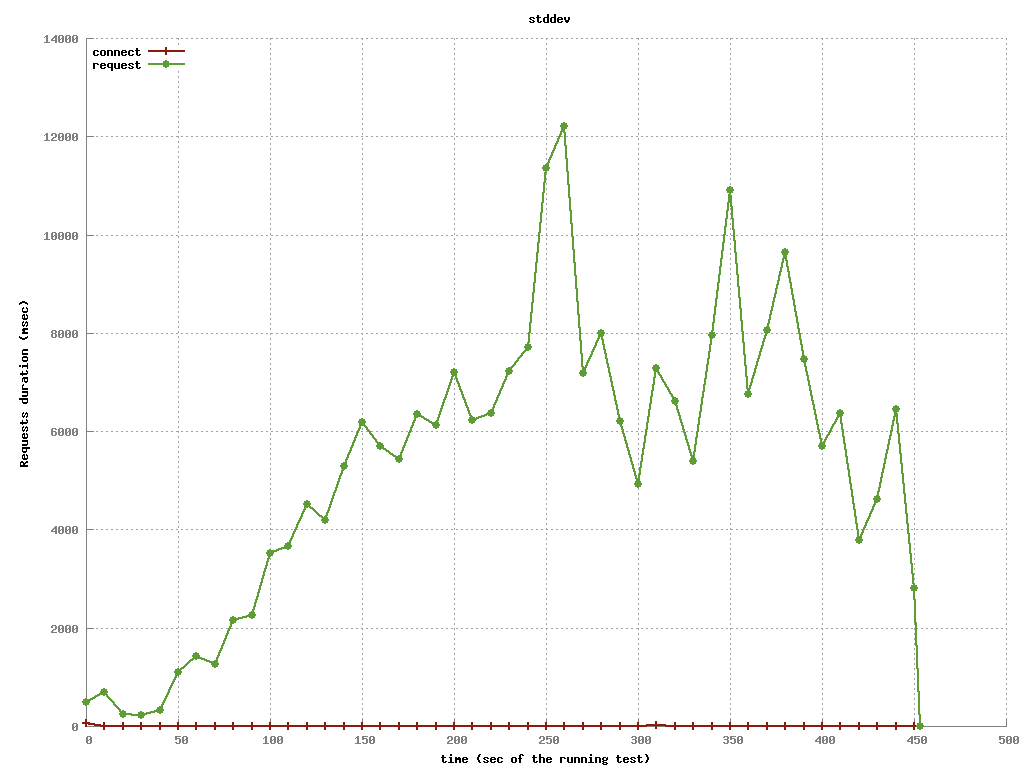 stddev
14000
connect
request
12000
10000
8000
Requests duration (msec)
6000
4000
2000
0
0 50 100 150 200 250 300 350 400 450 500
time (sec of the running test)